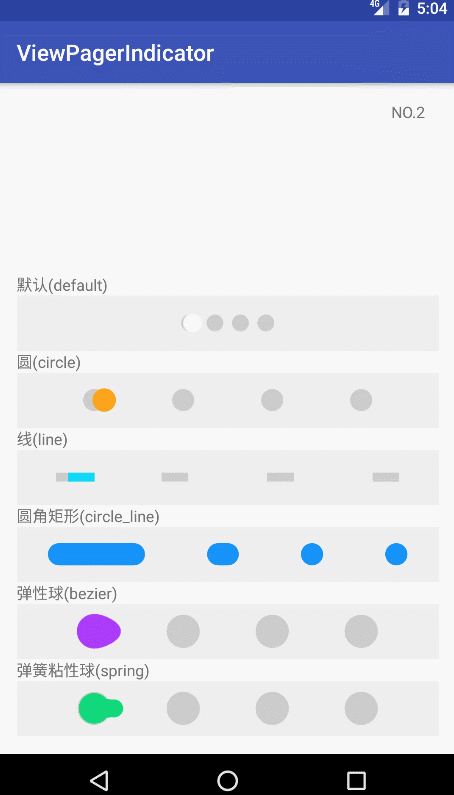 4G 5:04
ViewPagerIndicator
NO.2
默认(default)
圆(circle)
线(line)
圆角矩形(circle_line)
弹性球(bezier)
弹簧粘性球(spring)